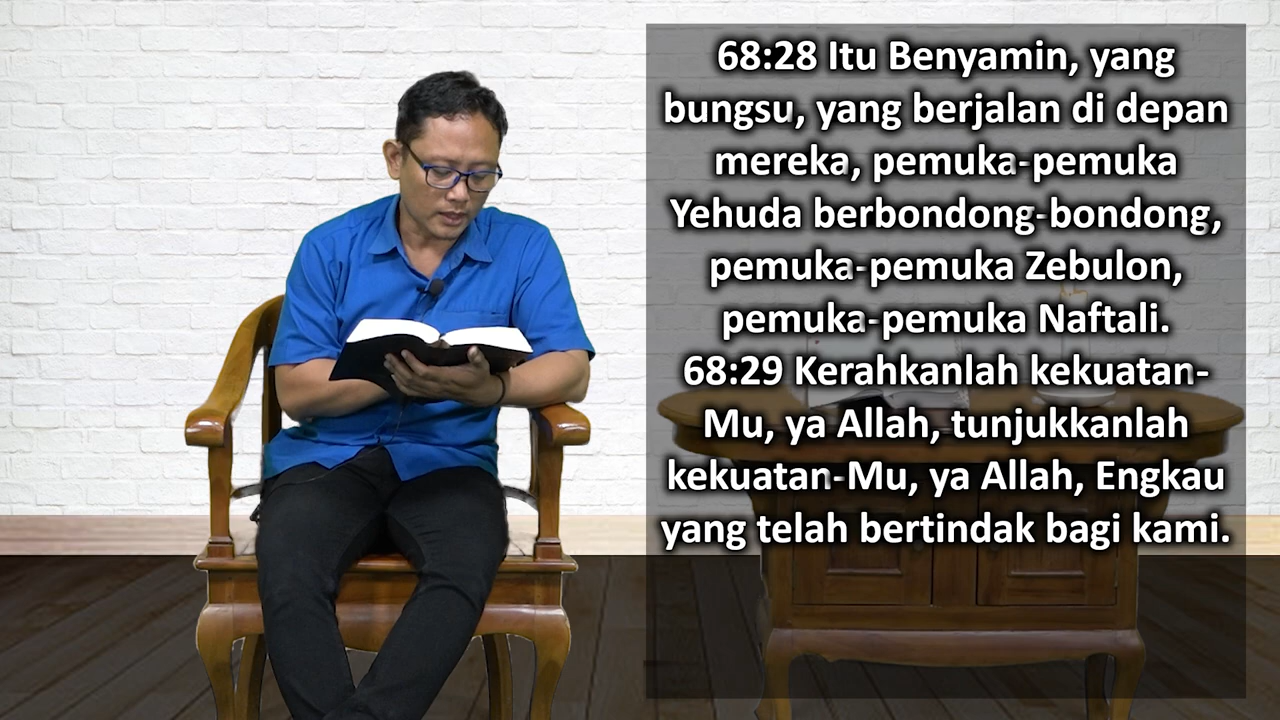 68:28 Itu Benyamin, yang
bungsu, yang berjalan di depan
mereka, pemuka-pemuka
Yehuda berbondong-bondong,
pemuka-pemuka Zebulon,
pemuka-pemuka Naftali.
68:29 Kerahkanlah kekuatan-
Mu, ya Allah, tunjukkanlah
kekuatan-Mu, ya Allah, Engkau
yang telah bertindak bagi kami.